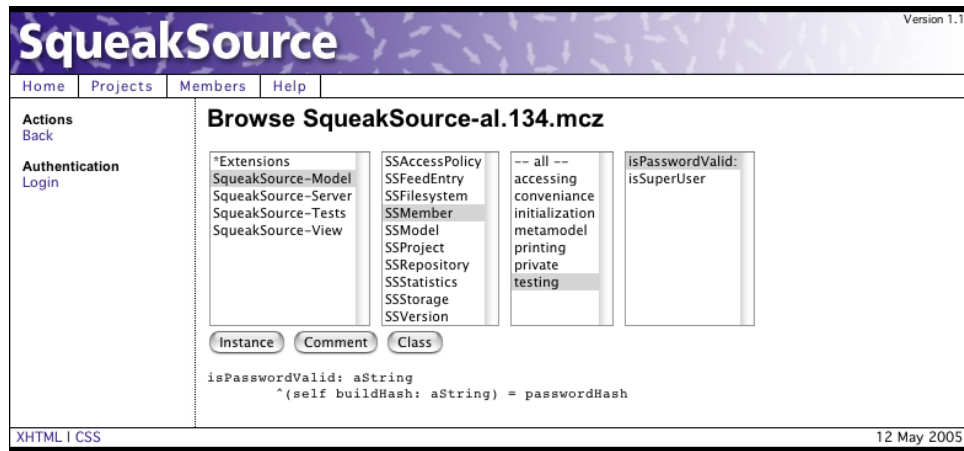 SqueakSource
Version 1.1
Home Projects Members Help
Actions
Back
Authentication
Login
Browse SqueakSource-al.134.mcz
*Extensions
SqueakSource-Model
SqueakSource-Server
SqueakSource-Tests
SqueakSource-View
SSAccessPolicy
SSFeedEntry
SSFilesystem
SSMember
SSModel
SSProject
SSRepository
SSStatistics
SSStorage
SSVersion
-- all --
accessing
conveniance
initialization
metamodel
printing
private
testing
isPasswordValid:
isSuperUser
Instance Comment Class
isPasswordValid: aString
^(self buildHash: aString) = passwordHash
XHTML | CSS
12 May 2005